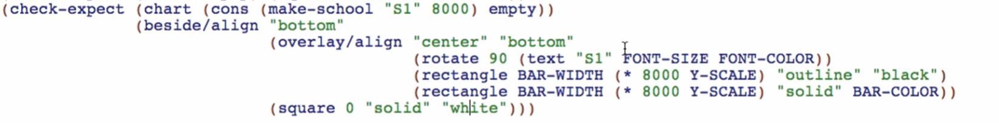 (check-expect (chart (cons (make-school "S1" 8000) empty))
(beside/align "bottom"
(overlay/align "center" "bottom"
(rotate 90 (text "S1" FONT-SIZE FONT-COLOR))
(rectangle BAR-WIDTH (* 8000 Y-SCALE) "outline" "black")
(rectangle BAR-WIDTH (* 8000 Y-SCALE) "solid" BAR-COLOR))
(square 0 "solid" "white")))